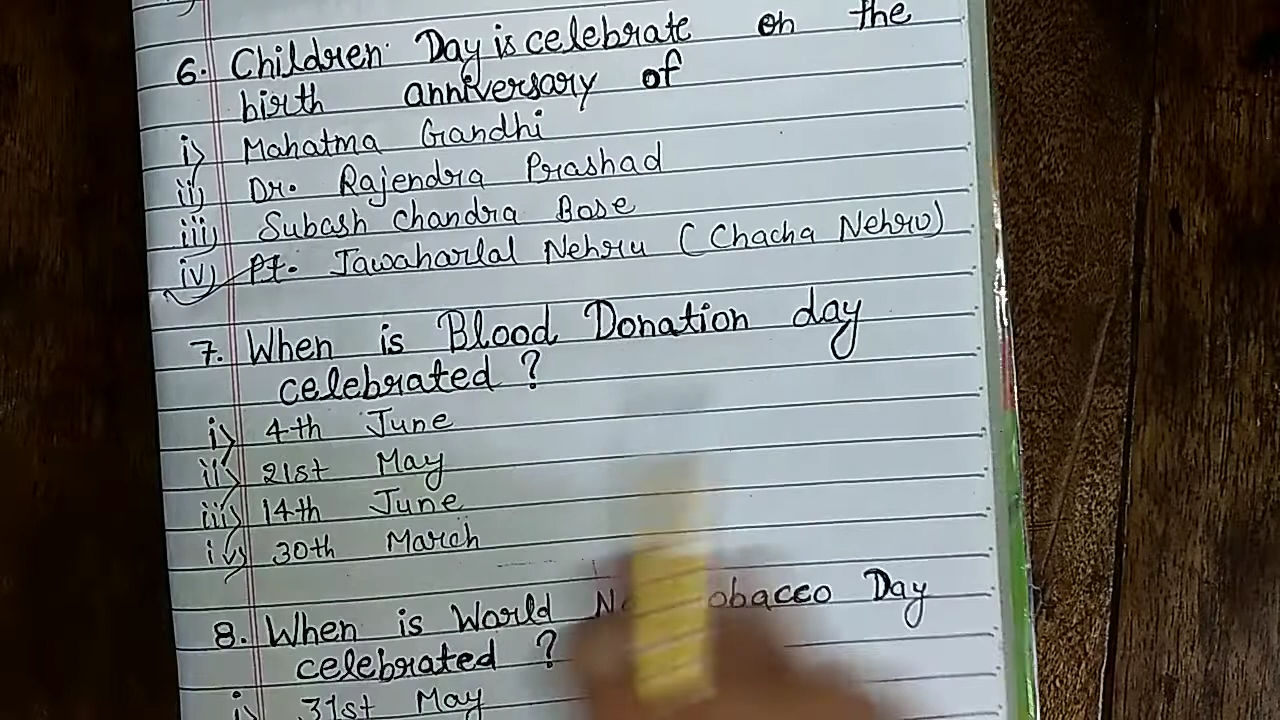 6. Children Day is celebrate on the
birth anniversary of
i) Mahatma Gandhi
ii) Dr. Rajendra Prashad
iii) Subash Chandra Bose
iv) Pt. Jawaharlal Nehru (Chacha Nehru)
7. When is Blood Donation day
celebrated ?
i) 4th June
ii) 21st May
iii) 14th June
iv) 30th March
8. When is World Day
celebrated ?
i) 31st May